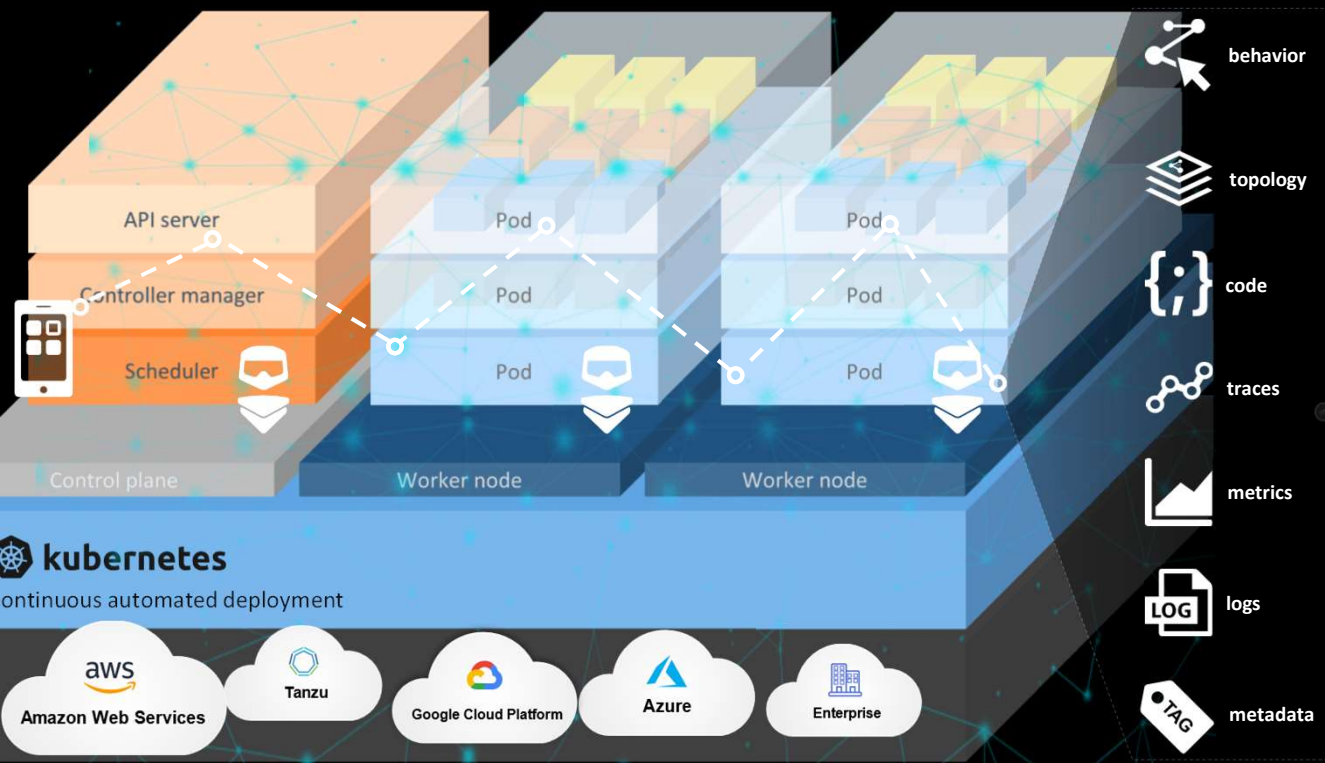 behavior
topology
API server
Pod
Pod
{;}
code
Controller manager
Pod
Pod
Scheduler
Pod
Pod
traces
Control plane
Worker node
Worker node
metrics
kubernetes
ontinuous automated deployment
LOG
logs
aws
Amazon Web Services
Tanzu
Google Cloud Platform
Azure
Enterprise
TAG
metadata